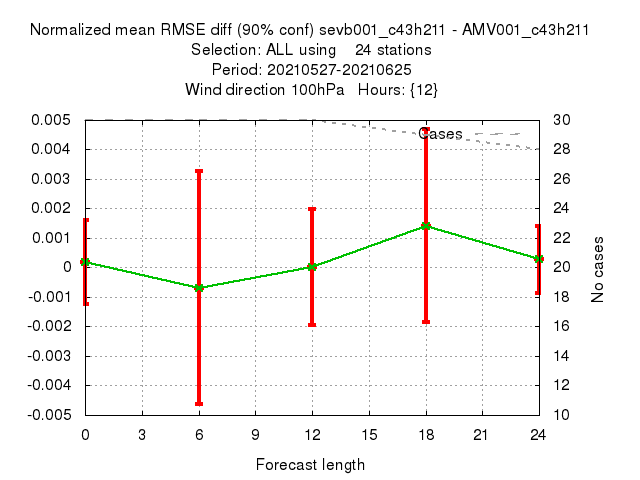 Normalized mean RMSE diff (90% conf) sevb001_c43h211 - AMV001_c43h211
Selection: ALL using    24 stations
Period: 20210527-20210625
Wind direction 100hPa   Hours: {12}
Cases
0.005
0.004
0.003
0.002
0.001
0
-0.001
-0.002
-0.003
-0.004
-0.005
30
28
26
24
22
20
18
16
14
12
10
No cases
0 3 6 9 12 15 18 21 24
Forecast length